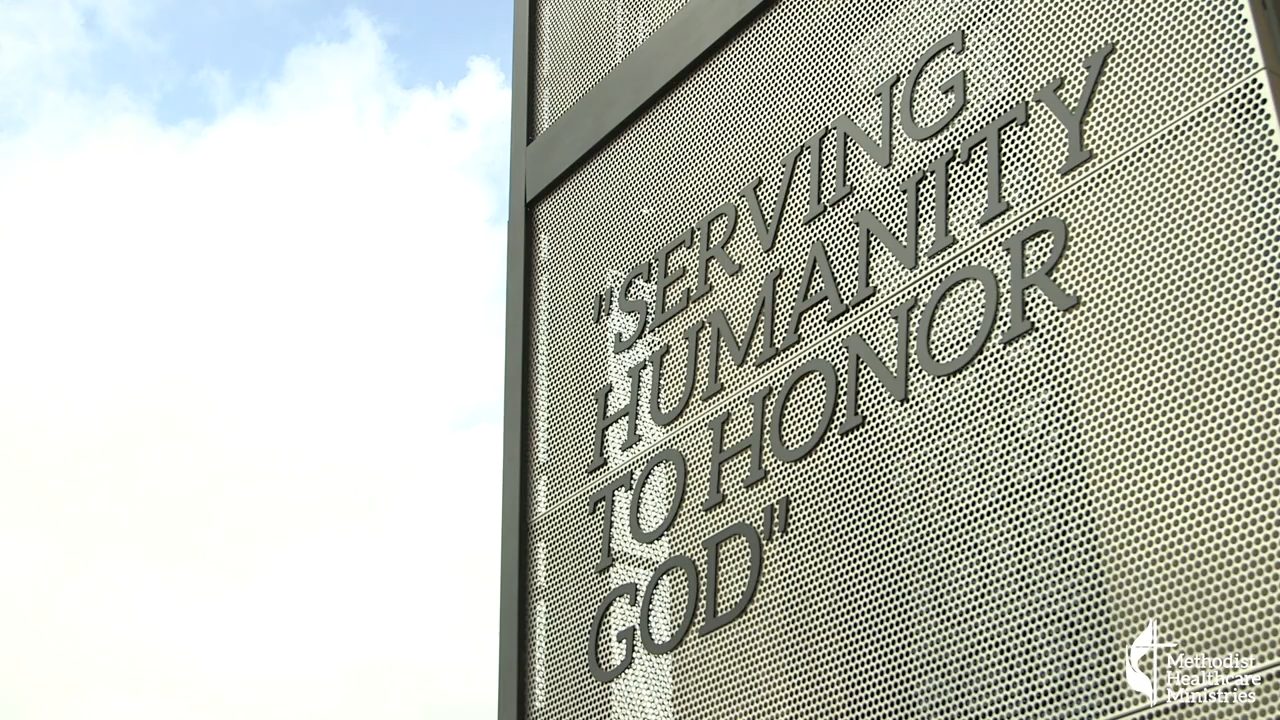 "SERVING
HUMANITY
TO HONOR
GOD"
Methodist
Healthcare
Ministries